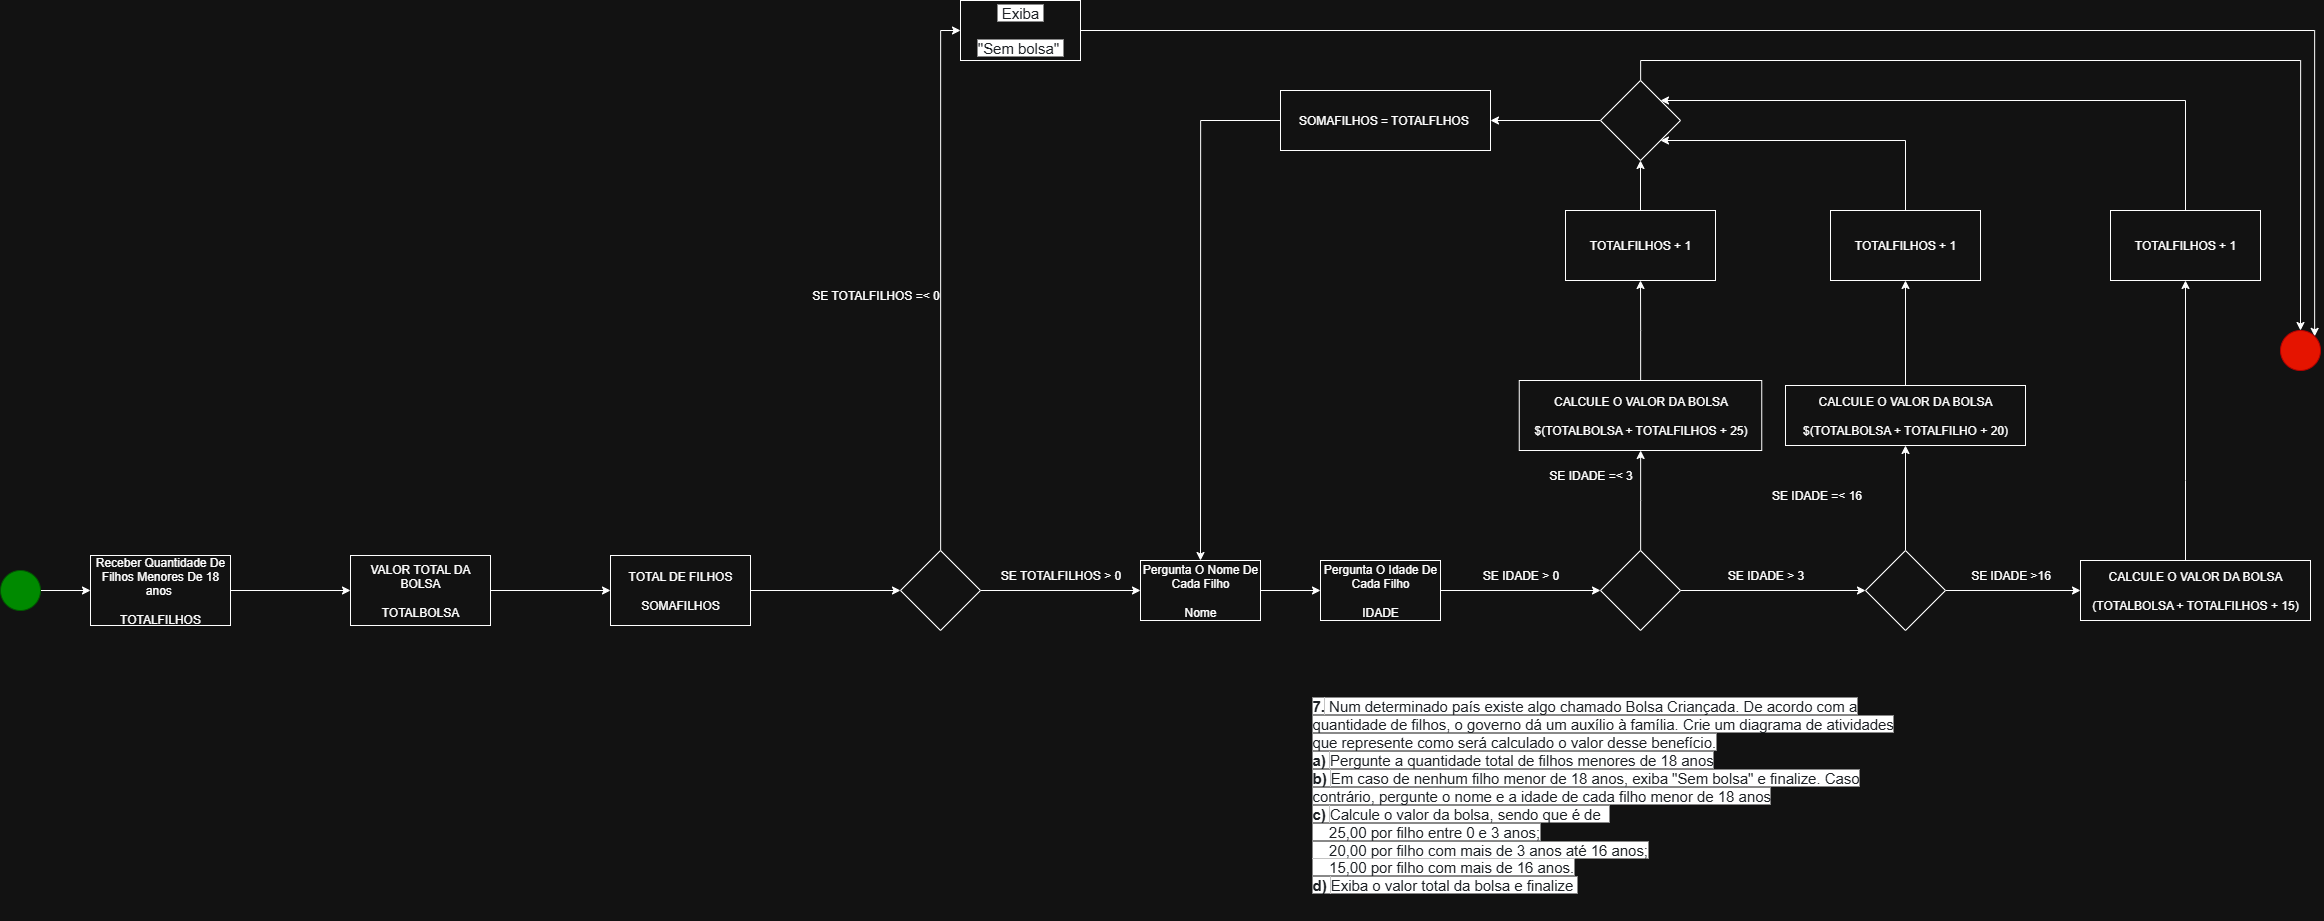 Exiba
"Sem bolsa"
SOMAFILHOS = TOTALFLHOS
TOTALFILHOS + 1
TOTALFILHOS + 1
TOTALFILHOS + 1
SE TOTALFILHOS =< 0
CALCULE O VALOR DA BOLSA
$(TOTALBOLSA + TOTALFILHOS + 25)
CALCULE O VALOR DA BOLSA
$(TOTALBOLSA + TOTALFILHO + 20)
SE IDADE =< 3
SE IDADE =< 16
Receber Quantidade De
Filhos Menores De 18
anos
TOTALFILHOS
VALOR TOTAL DA
BOLSA
TOTALBOLSA
TOTAL DE FILHOS
SOMAFILHOS
SE TOTALFILHOS > 0
Pergunta O Nome De
Cada Filho
Nome
Pergunta O Idade De
Cada Filho
IDADE
SE IDADE > 0
SE IDADE > 3
SE IDADE >16
CALCULE O VALOR DA BOLSA
(TOTALBOLSA + TOTALFILHOS + 15)
7. Num determinado país existe algo chamado Bolsa Criançada. De acordo com a
quantidade de filhos, o governo dá um auxílio à família. Crie um diagrama de atividades
que represente como será calculado o valor desse benefício.
a) Pergunte a quantidade total de filhos menores de 18 anos
b) Em caso de nenhum filho menor de 18 anos, exiba "Sem bolsa" e finalize. Caso
contrário, pergunte o nome e a idade de cada filho menor de 18 anos
c) Calcule o valor da bolsa, sendo que é de
25,00 por filho entre 0 e 3 anos;
20,00 por filho com mais de 3 anos até 16 anos;
15,00 por filho com mais de 16 anos.
d) Exiba o valor total da bolsa e finalize